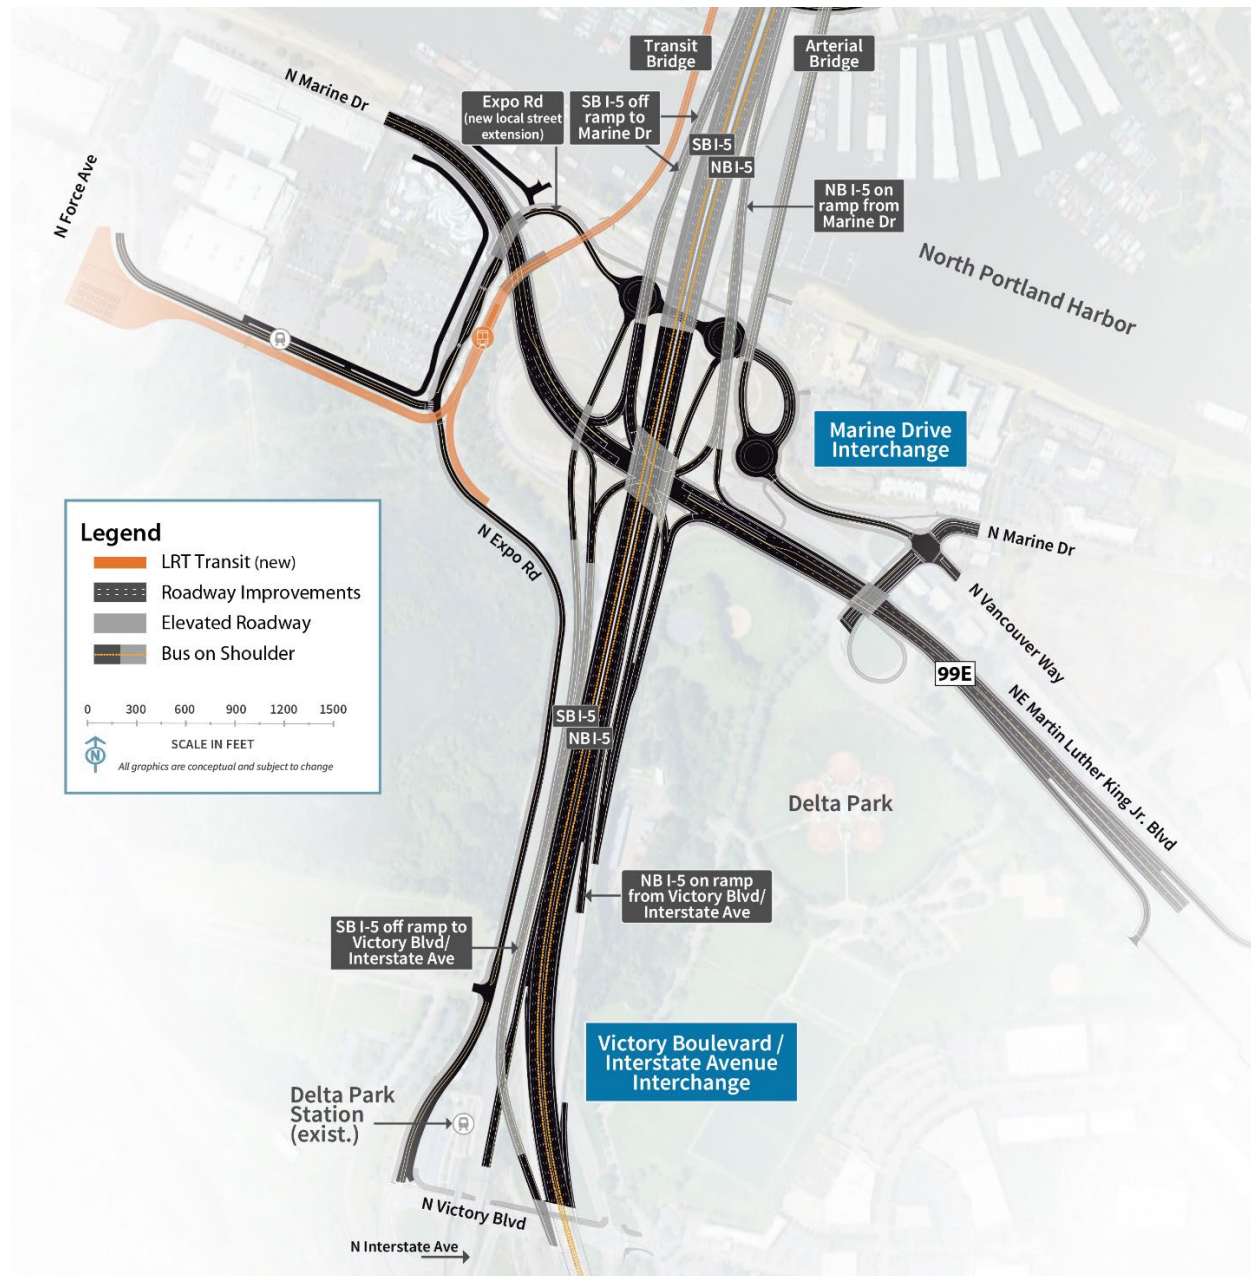 Transit
Bridge
Arterial
Bridge
N Marine Dr
Expo Rd
(new local street
extension)
SB I-5 off
ramp to
Marine Dr
SB I-5
NB I-5
N Force Ave
NB I-5 on
ramp from
Marine Dr
North Portland Harbor
Marine Drive
Interchange
Legend
LRT Transit (new)
Roadway Improvements
Elevated Roadway
Bus on Shoulder
0 300 600 900 1200 1500
SCALE IN FEET
N
All graphics are conceptual and subject to change
N Expo Rd
N Marine Dr
N Vancouver Way
99E
NE Martin Luther King Jr. Blvd
SB I-5
NB I-5
Delta Park
NB I-5 on ramp
from Victory Blvd/
Interstate Ave
SB I-5 off ramp to
Victory Blvd/
Interstate Ave
Victory Boulevard /
Interstate Avenue
Interchange
Delta Park
Station
(exist.)
N Victory Blvd
N Interstate Ave